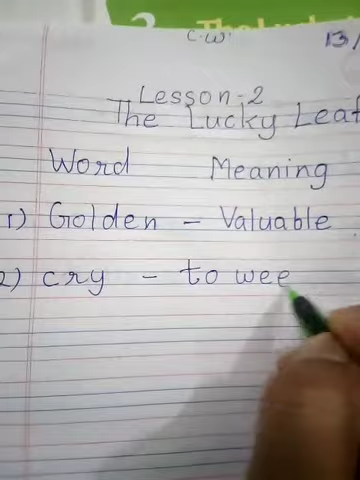 C.W.
13/
Lesson-2
The Lucky Leaf
Word Meaning
1) Golden - Valuable
2) cry - to wee